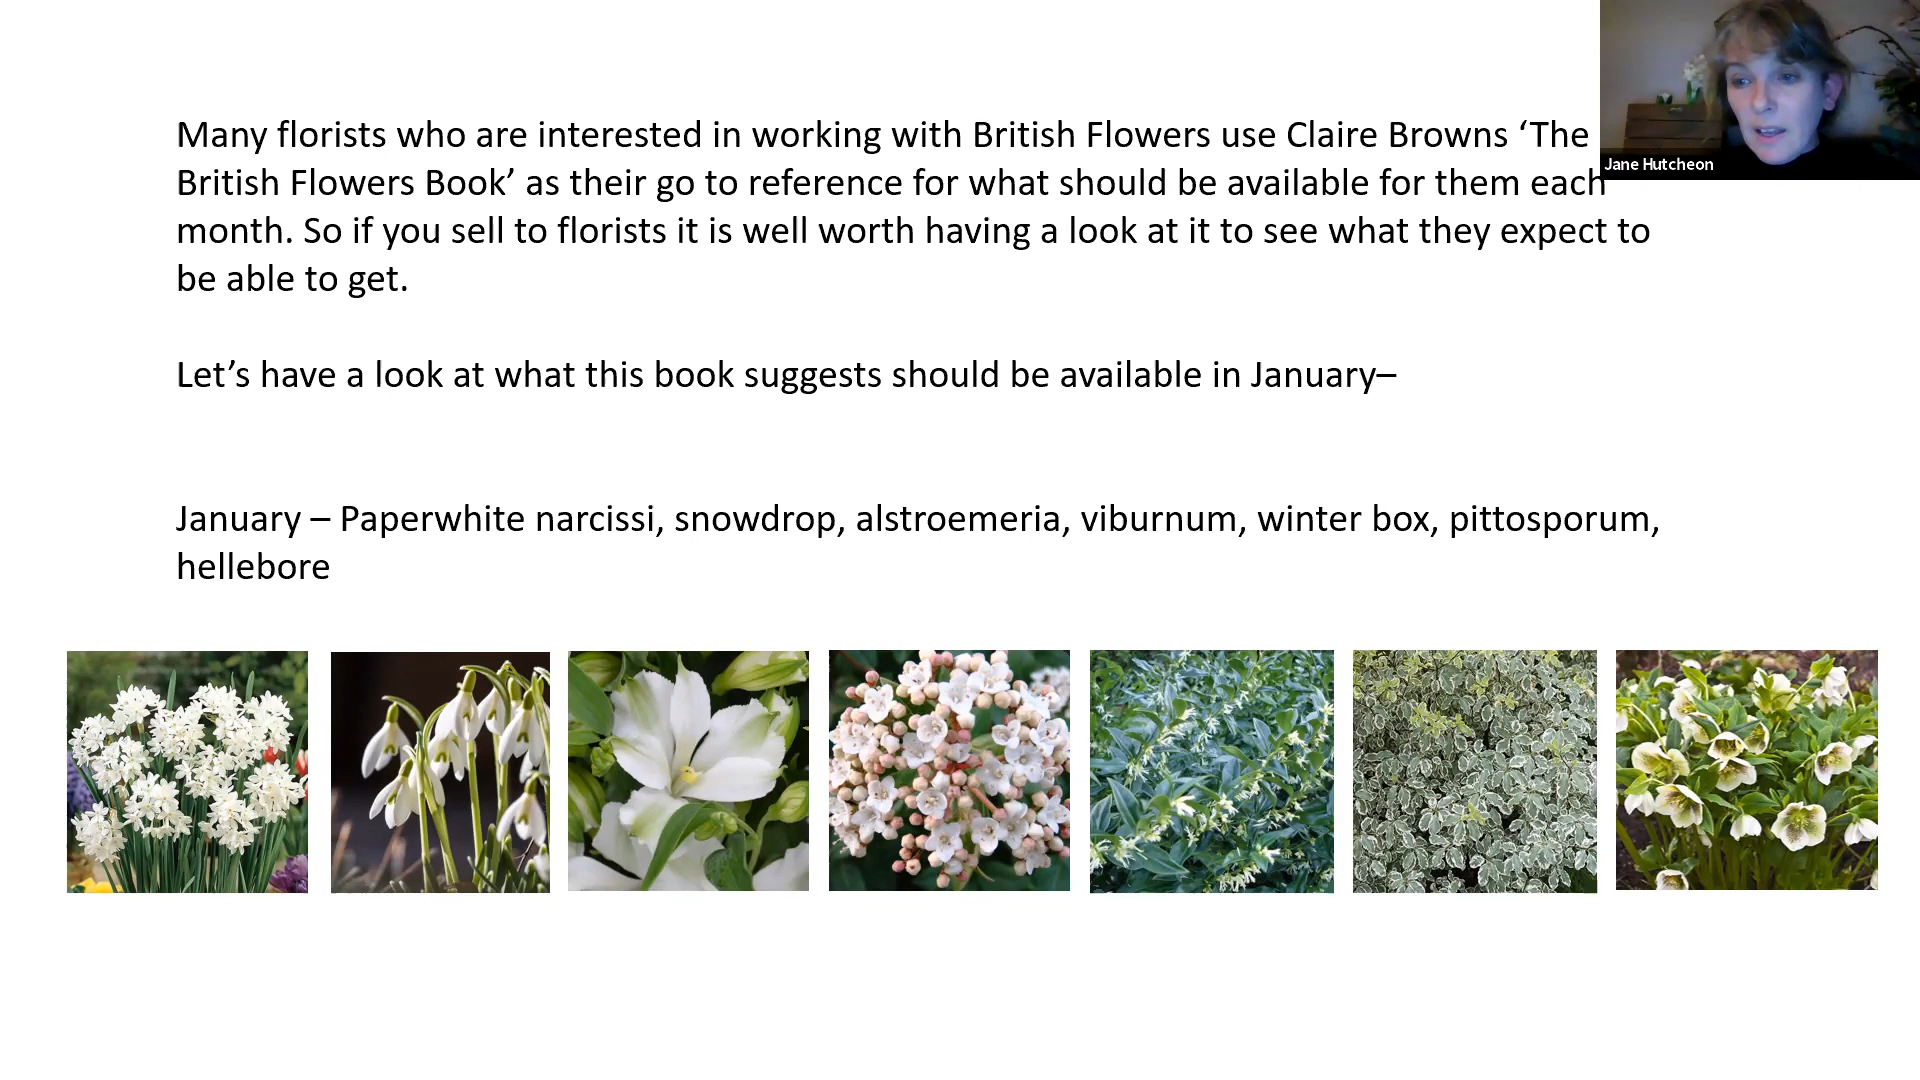 Many florists who are interested in working with British Flowers use Claire Browns ‘The
British Flowers Book’ as their go to reference for what should be available for them each
month. So if you sell to florists it is well worth having a look at it to see what they expect to
be able to get.
Let’s have a look at what this book suggests should be available in January–
January – Paperwhite narcissi, snowdrop, alstroemeria, viburnum, winter box, pittosporum,
hellebore
Jane Hutcheon